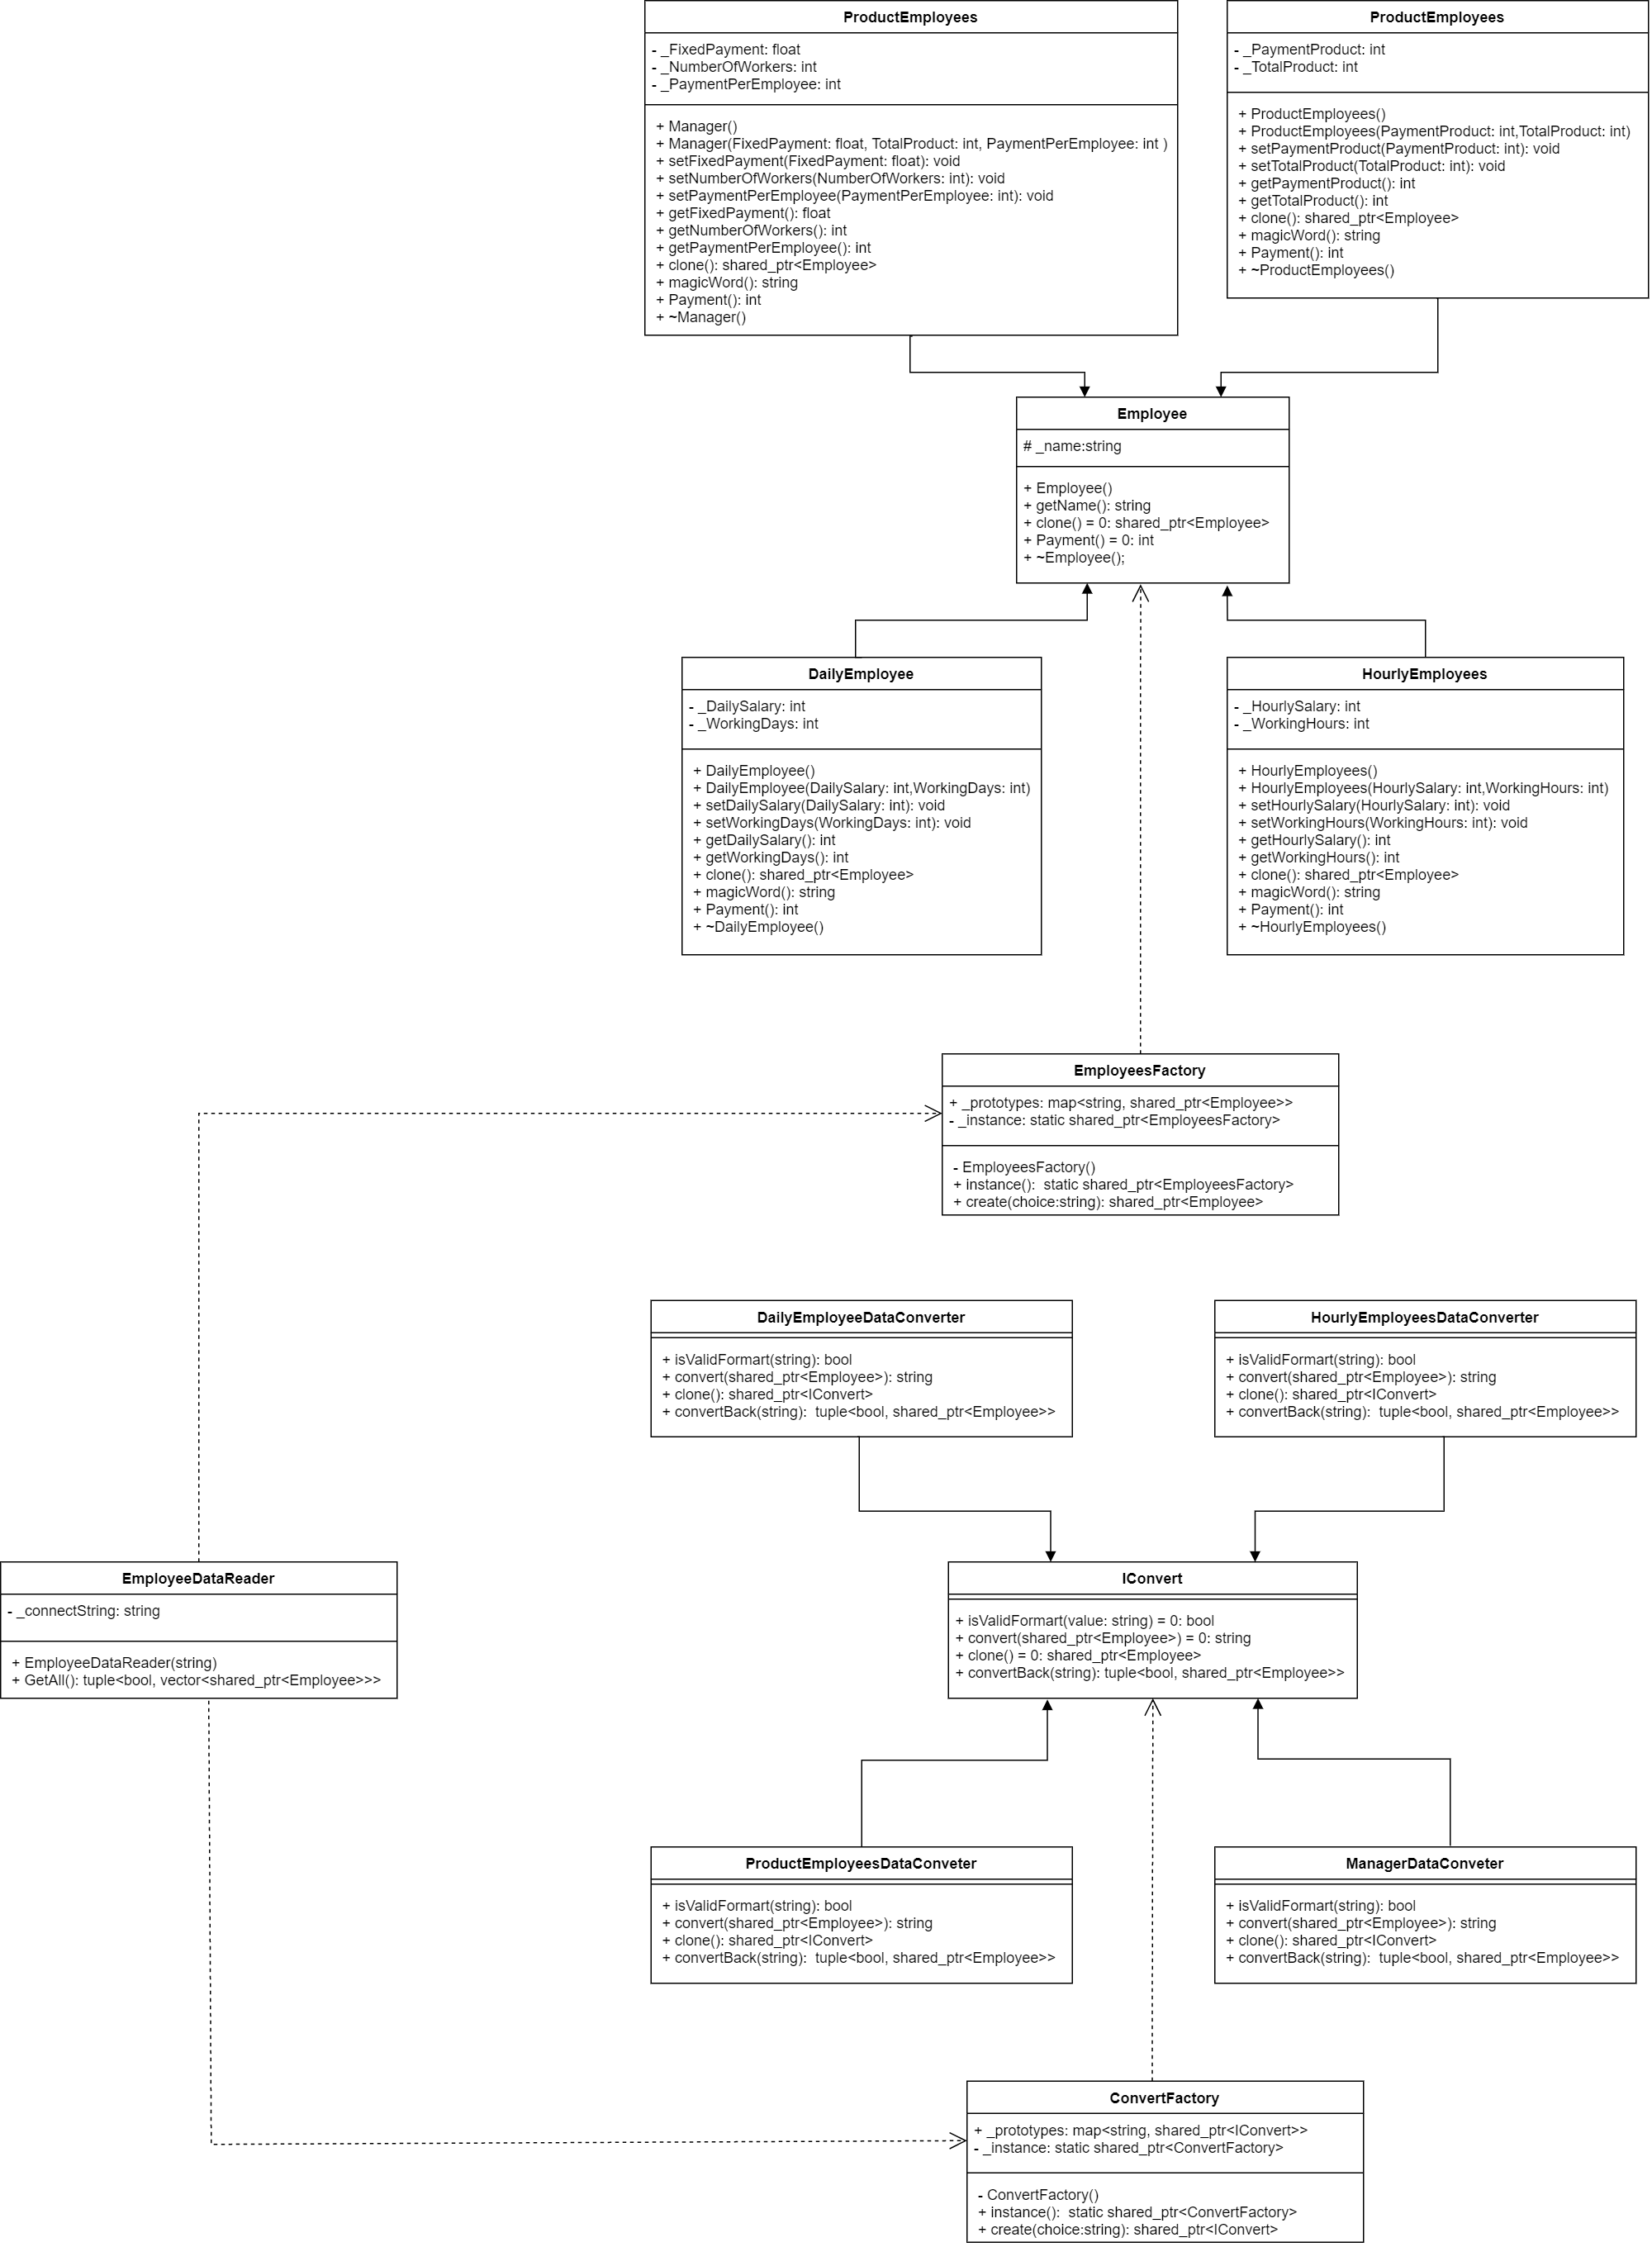 ProductEmployees
- _FixedPayment: float
- _NumberOfWorkers: int
- _PaymentPerEmployee: int
+ Manager()
+ Manager(FixedPayment: float, TotalProduct: int, PaymentPerEmployee: int )
+ setFixedPayment(FixedPayment: float): void
+ setNumberOfWorkers(NumberOfWorkers: int): void
+ setPaymentPerEmployee(PaymentPerEmployee: int): void
+ getFixedPayment(): float
+ getNumberOfWorkers(): int
+ getPaymentPerEmployee(): int
+ clone(): shared_ptr<Employee>
+ magicWord(): string
+ Payment(): int
+ ~Manager()
ProductEmployees
- _PaymentProduct: int
- _TotalProduct: int
+ ProductEmployees()
+ ProductEmployees(PaymentProduct: int,TotalProduct: int)
+ setPaymentProduct(PaymentProduct: int): void
+ setTotalProduct(TotalProduct: int): void
+ getPaymentProduct(): int
+ getTotalProduct(): int
+ clone(): shared_ptr<Employee>
+ magicWord(): string
+ Payment(): int
+ ~ProductEmployees()
Employee
# _name:string
+ Employee()
+ getName(): string
+ clone() = 0: shared_ptr<Employee>
+ Payment() = 0: int
+ ~Employee();
DailyEmployee
- _DailySalary: int
- _WorkingDays: int
+ DailyEmployee()
+ DailyEmployee(DailySalary: int,WorkingDays: int)
+ setDailySalary(DailySalary: int): void
+ setWorkingDays(WorkingDays: int): void
+ getDailySalary(): int
+ getWorkingDays(): int
+ clone(): shared_ptr<Employee>
+ magicWord(): string
+ Payment(): int
+ ~DailyEmployee()
HourlyEmployees
- _HourlySalary: int
- _WorkingHours: int
+ HourlyEmployees()
+ HourlyEmployees(HourlySalary: int,WorkingHours: int)
+ setHourlySalary(HourlySalary: int): void
+ setWorkingHours(WorkingHours: int): void
+ getHourlySalary(): int
+ getWorkingHours(): int
+ clone(): shared_ptr<Employee>
+ magicWord(): string
+ Payment(): int
+ ~HourlyEmployees()
EmployeesFactory
+ _prototypes: map<string, shared_ptr<Employee>>
- _instance: static shared_ptr<EmployeesFactory>
- EmployeesFactory()
+ instance():  static shared_ptr<EmployeesFactory>
+ create(choice:string): shared_ptr<Employee>
DailyEmployeeDataConverter
+ isValidFormart(string): bool
+ convert(shared_ptr<Employee>): string
+ clone(): shared_ptr<IConvert>
+ convertBack(string):  tuple<bool, shared_ptr<Employee>>
HourlyEmployeesDataConverter
+ isValidFormart(string): bool
+ convert(shared_ptr<Employee>): string
+ clone(): shared_ptr<IConvert>
+ convertBack(string):  tuple<bool, shared_ptr<Employee>>
EmployeeDataReader
- _connectString: string
+ EmployeeDataReader(string)
+ GetAll(): tuple<bool, vector<shared_ptr<Employee>>>
IConvert
+ isValidFormart(value: string) = 0: bool
+ convert(shared_ptr<Employee>) = 0: string
+ clone() = 0: shared_ptr<Employee>
+ convertBack(string): tuple<bool, shared_ptr<Employee>>
ProductEmployeesDataConveter
+ isValidFormart(string): bool
+ convert(shared_ptr<Employee>): string
+ clone(): shared_ptr<IConvert>
+ convertBack(string):  tuple<bool, shared_ptr<Employee>>
ManagerDataConveter
+ isValidFormart(string): bool
+ convert(shared_ptr<Employee>): string
+ clone(): shared_ptr<IConvert>
+ convertBack(string):  tuple<bool, shared_ptr<Employee>>
ConvertFactory
+ _prototypes: map<string, shared_ptr<IConvert>>
- _instance: static shared_ptr<ConvertFactory>
- ConvertFactory()
+ instance():  static shared_ptr<ConvertFactory>
+ create(choice:string): shared_ptr<IConvert>